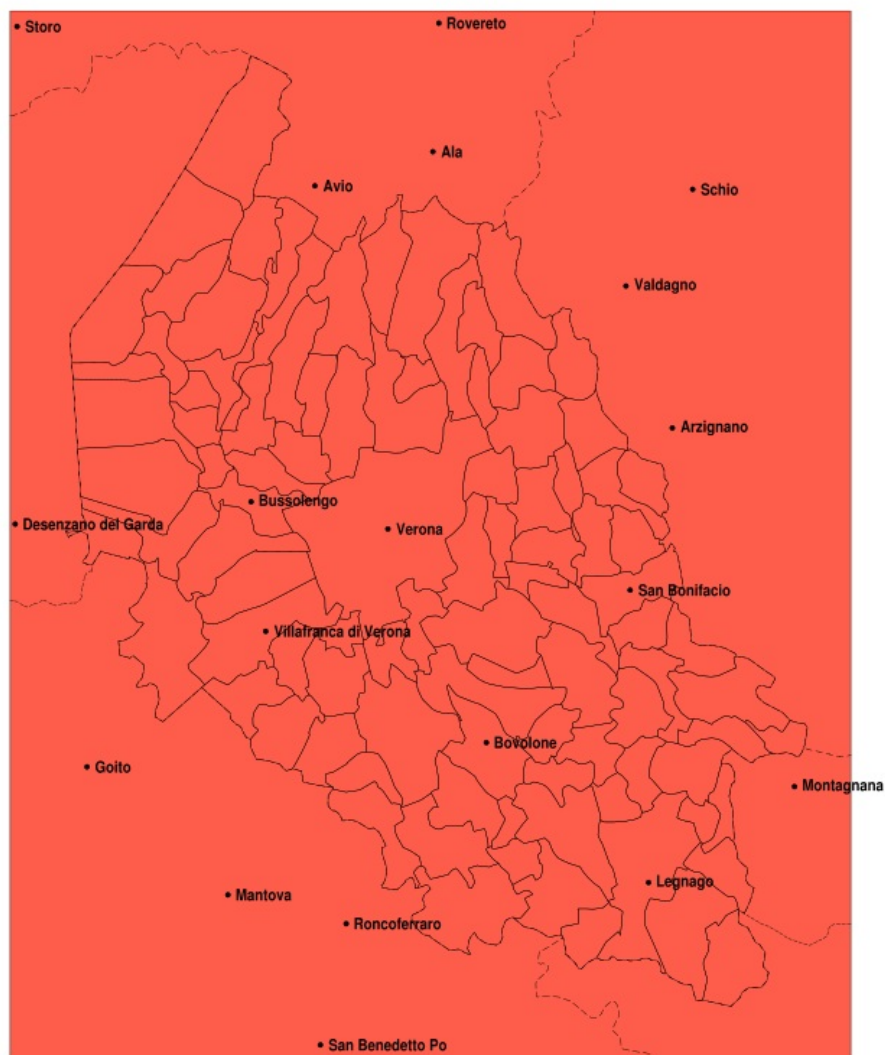 Storo
Rovereto
Ala
Avio
Schio
Valdagno
Arzignano
Bussolengo
Desenzano del Garda
Verona
San Bonifacio
Villafranca di Verona
Bovolone
Goito
Montagnana
Legnago
Mantova
Roncoferraro
San Benedetto Po